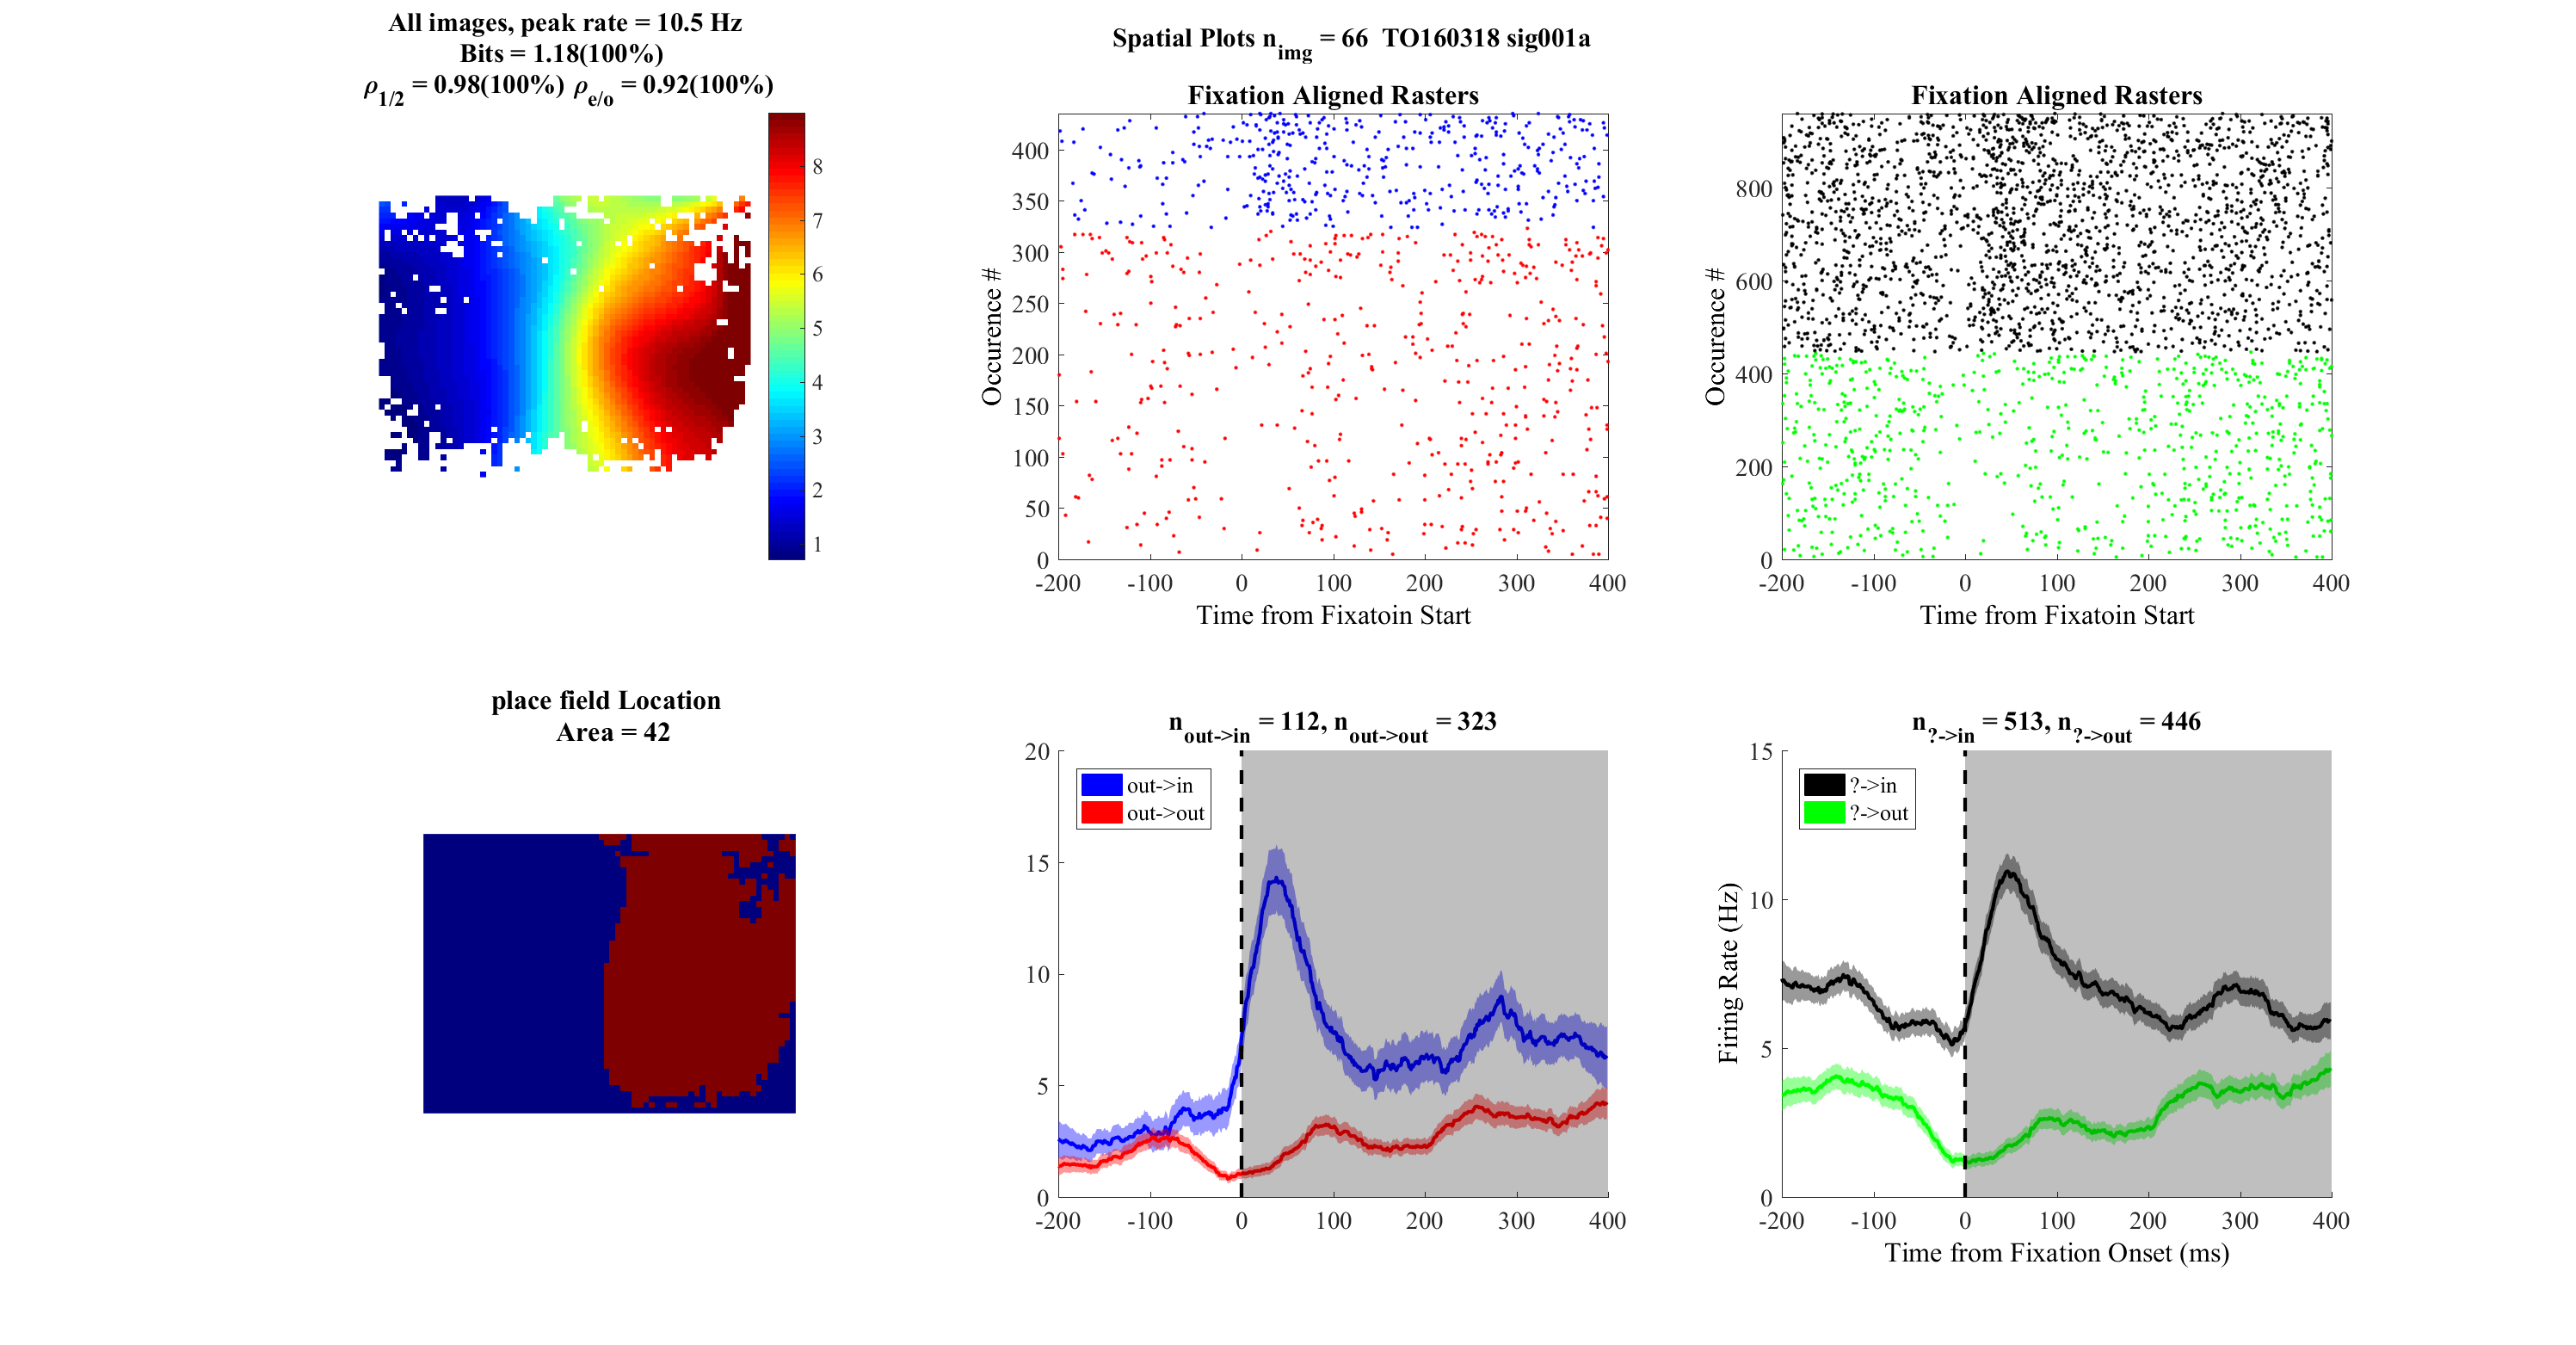 All images, peak rate = 10.5 Hz
Bits = 1.18(100%)
ρ1/2 = 0.98(100%) ρe/o = 0.92(100%)
8
7
6
5
4
3
2
1
Spatial Plots nimg = 66 TO160318 sig001a
Fixation Aligned Rasters
Occurence #
400
350
300
250
200
150
100
50
0
-200 -100 0 100 200 300 400
Time from Fixatoin Start
Fixation Aligned Rasters
Occurence #
800
600
400
200
0
-200 -100 0 100 200 300 400
Time from Fixatoin Start
place field Location
Area = 42
nout->in = 112, nout->out = 323
20
15
10
5
0
out->in
out->out
-200 -100 0 100 200 300 400
n?->in = 513, n?->out = 446
Firing Rate (Hz)
15
10
5
0
?->in
?->out
-200 -100 0 100 200 300 400
Time from Fixation Onset (ms)